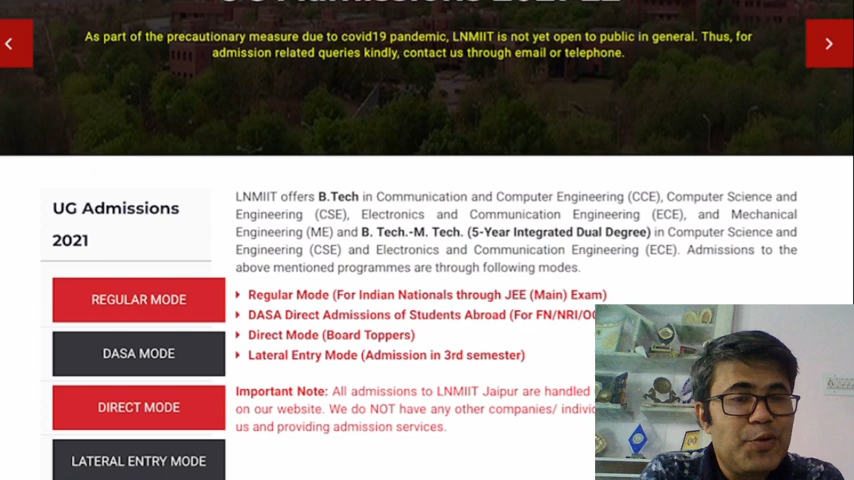 As part of the precautionary measure due to covid19 pandemic, LNMIIT is not yet open to public in general. Thus, for
admission related queries kindly, contact us through email or telephone.
UG Admissions
2021
REGULAR MODE
DASA MODE
DIRECT MODE
LATERAL ENTRY MODE
LNMIIT offers B.Tech in Communication and Computer Engineering (CCE), Computer Science and
Engineering (CSE), Electronics and Communication Engineering (ECE), and Mechanical
Engineering (ME) and B. Tech.-M. Tech. (5-Year Integrated Dual Degree) in Computer Science and
Engineering (CSE) and Electronics and Communication Engineering (ECE). Admissions to the
above mentioned programmes are through following modes.
Regular Mode (For Indian Nationals through JEE (Main) Exam)
DASA Direct Admissions of Students Abroad (For FN/NRI/
Direct Mode (Board Toppers)
Lateral Entry Mode (Admission in 3rd semester)
Important Note: All admissions to LNMIIT Jaipur are handled
on our website. We do NOT have any other companies/
us and providing admission services.